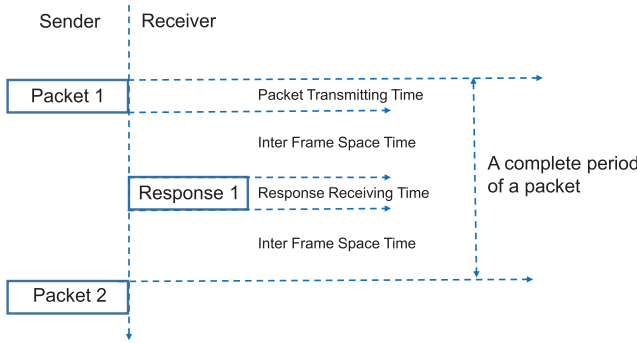 Sender
Receiver
Packet 1
Packet Transmitting Time
Inter Frame Space Time
A complete period
of a packet
Response 1
Response Receiving Time
Inter Frame Space Time
Packet 2